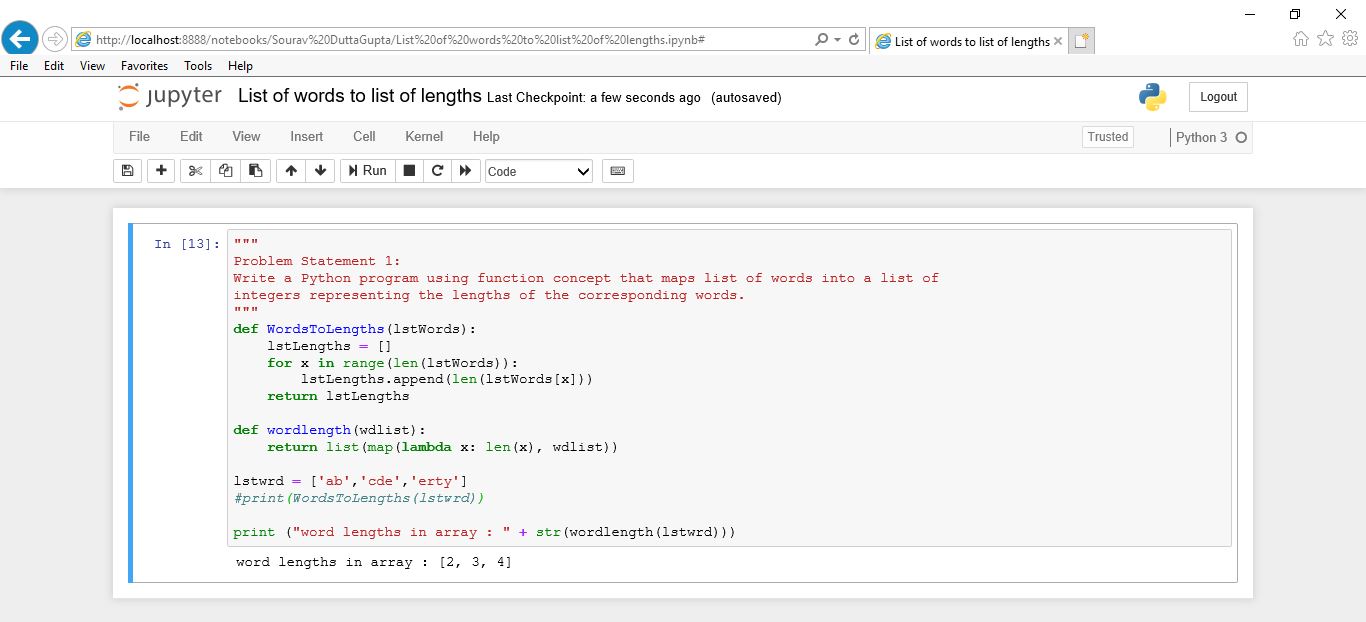 http://localhost:8888/notebooks/Sourav%20DuttaGupta/List%20of%20words%20to%20list%20of%20lengths.ipynb#
List of words to list of lengths
File Edit View Favorites Tools Help
jupyter List of words to list of lengths Last Checkpoint: a few seconds ago (autosaved)
Logout
File Edit View Insert Cell Kernel Help
Trusted
Python 3
Run
Code
In [13]:
"""
Problem Statement 1:
Write a Python program using function concept that maps list of words into a list of
integers representing the lengths of the corresponding words.
"""
def WordsToLengths(lstWords):
    lstLengths = []
    for x in range(len(lstWords)):
        lstLengths.append(len(lstWords[x]))
    return lstLengths
def wordlength(wdlist):
    return list(map(lambda x: len(x), wdlist))
lstwrd = ['ab','cde','erty']
#print(WordsToLengths(lstwrd))
print ("word lengths in array : " + str(wordlength(lstwrd)))
word lengths in array : [2, 3, 4]